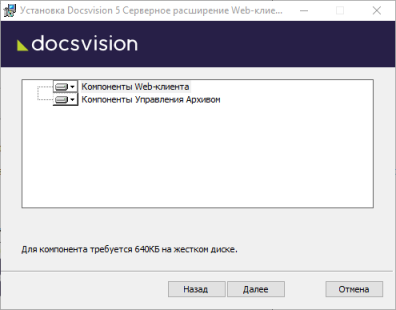 Установка Docsvision 5 Серверное расширение Web-клие...
docsvision
Компоненты Web-клиента
Компоненты Управления Архивом
Для компонента требуется 640КБ на жестком диске.
Назад
Далее
Отмена